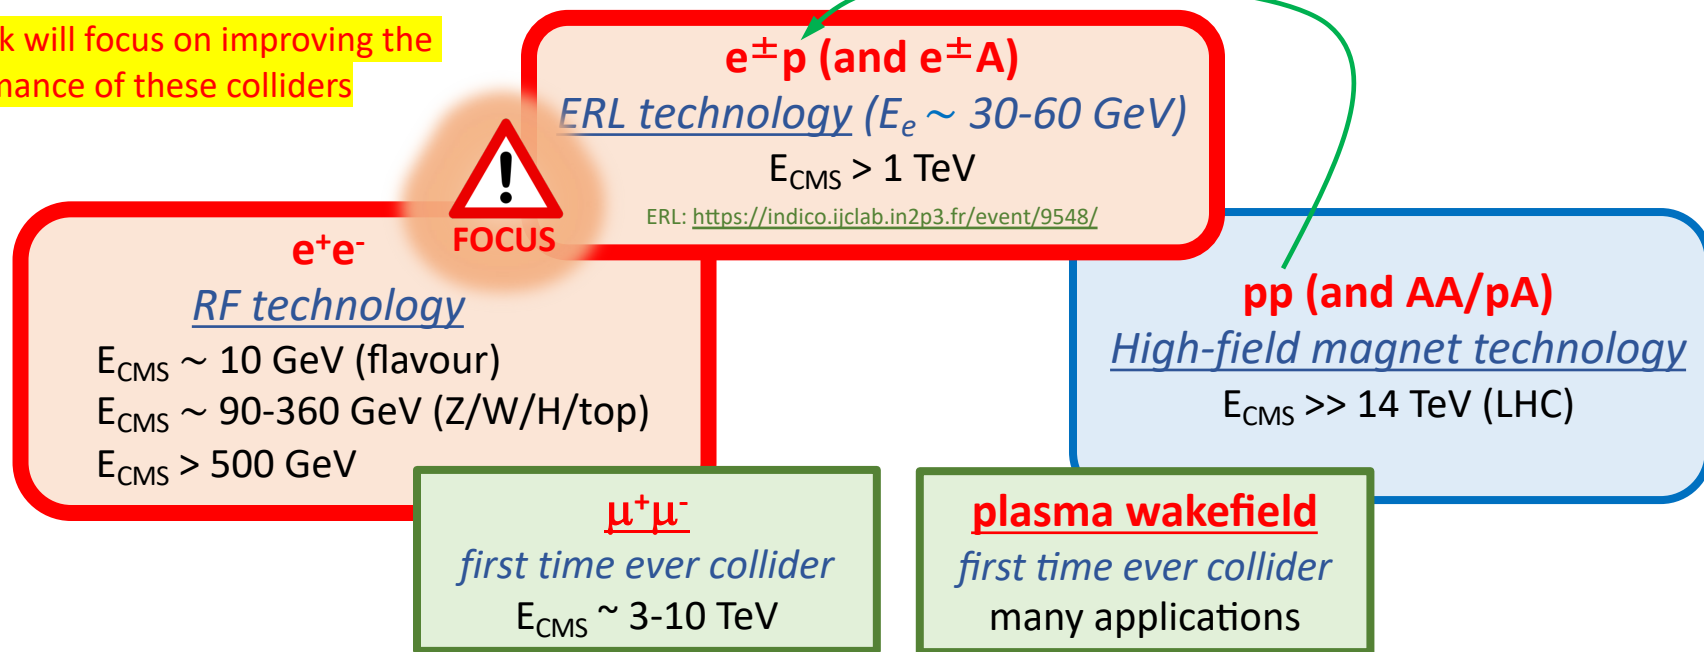 will focus on improving the
of these colliders
e±p (and e±A)
ERL technology (Ee ~ 30-60 GeV)
ECMS > 1 TeV
ERL: https://indico.ijclab.in2p3.fr/event/9548/
!
FOCUS
e+e-
RF technology
ECMS ~ 10 GeV (flavour)
ECMS ~ 90-360 GeV (Z/W/H/top)
ECMS > 500 GeV
pp (and AA/pA)
High-field magnet technology
ECMS >> 14 TeV (LHC)
μ+μ-
first time ever collider
ECMS ~ 3-10 TeV
plasma wakefield
first time ever collider
many applications